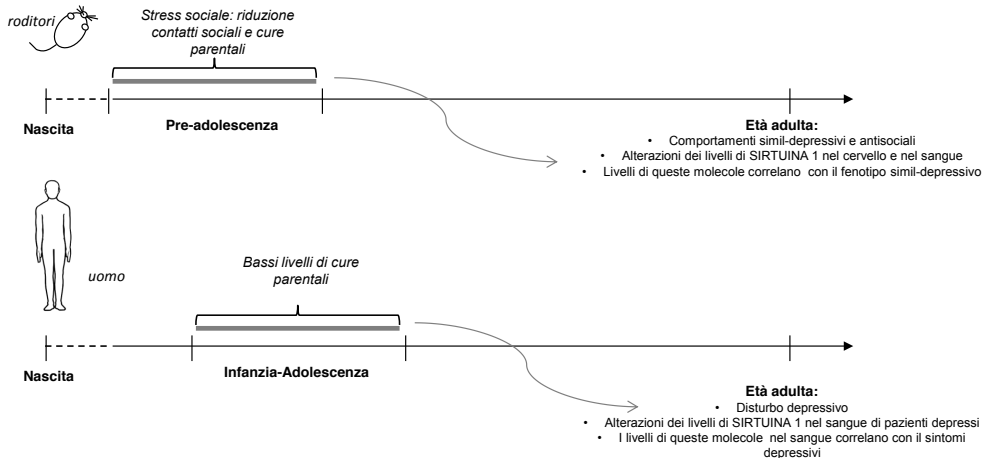 roditori
Stress sociale: riduzione
contatti sociali e cure
parentali
Nascita
Pre-adolescenza
Età adulta:
• Comportamenti simil-depressivi e antisociali
• Alterazioni dei livelli di SIRTUINA 1 nel cervello e nel sangue
• Livelli di queste molecole correlano con il fenotipo simil-depressivo
uomo
Bassi livelli di cure
parentali
Nascita
Infanzia-Adolescenza
Età adulta:
• Disturbo depressivo
• Alterazioni dei livelli di SIRTUINA 1 nel sangue di pazienti depressi
• I livelli di queste molecole nel sangue correlano con il sintomi
depressivi